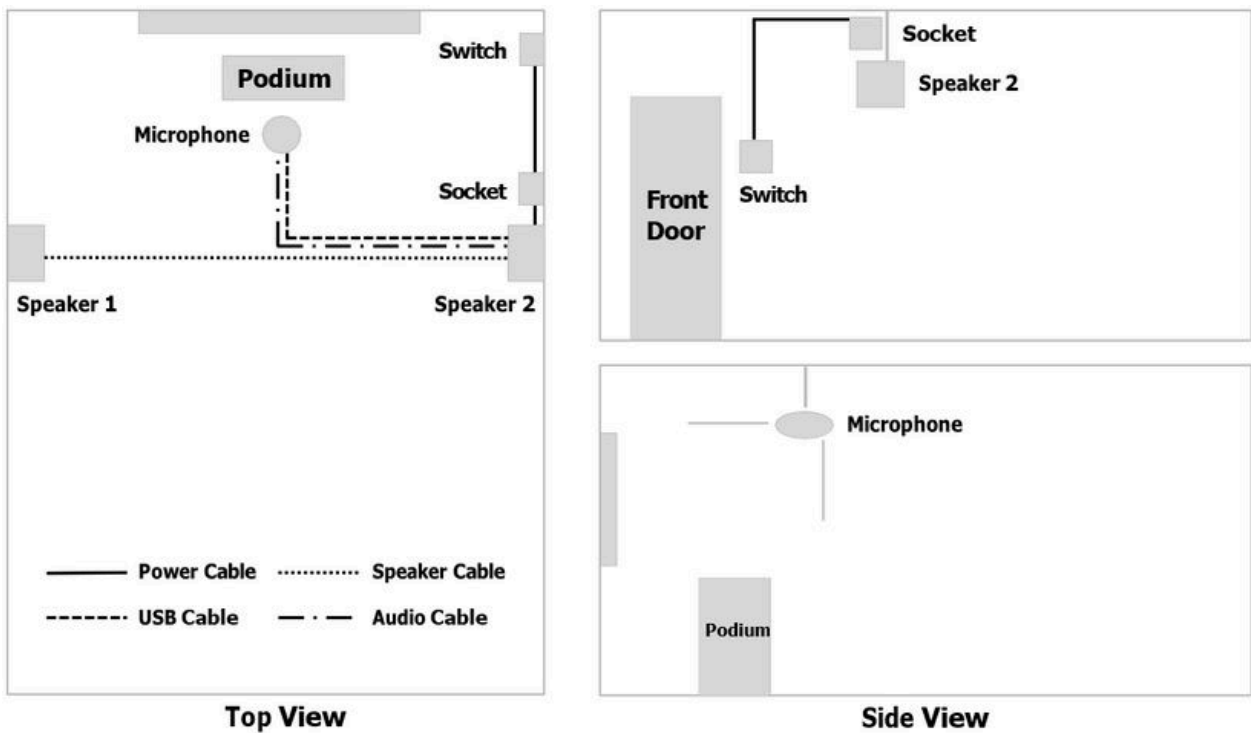 Switch
Podium
Microphone
Socket
Speaker 1
Speaker 2
Power Cable
Speaker Cable
USB Cable
Audio Cable
Top View
Socket
Speaker 2
Front
Door
Switch
Microphone
Podium
Side View